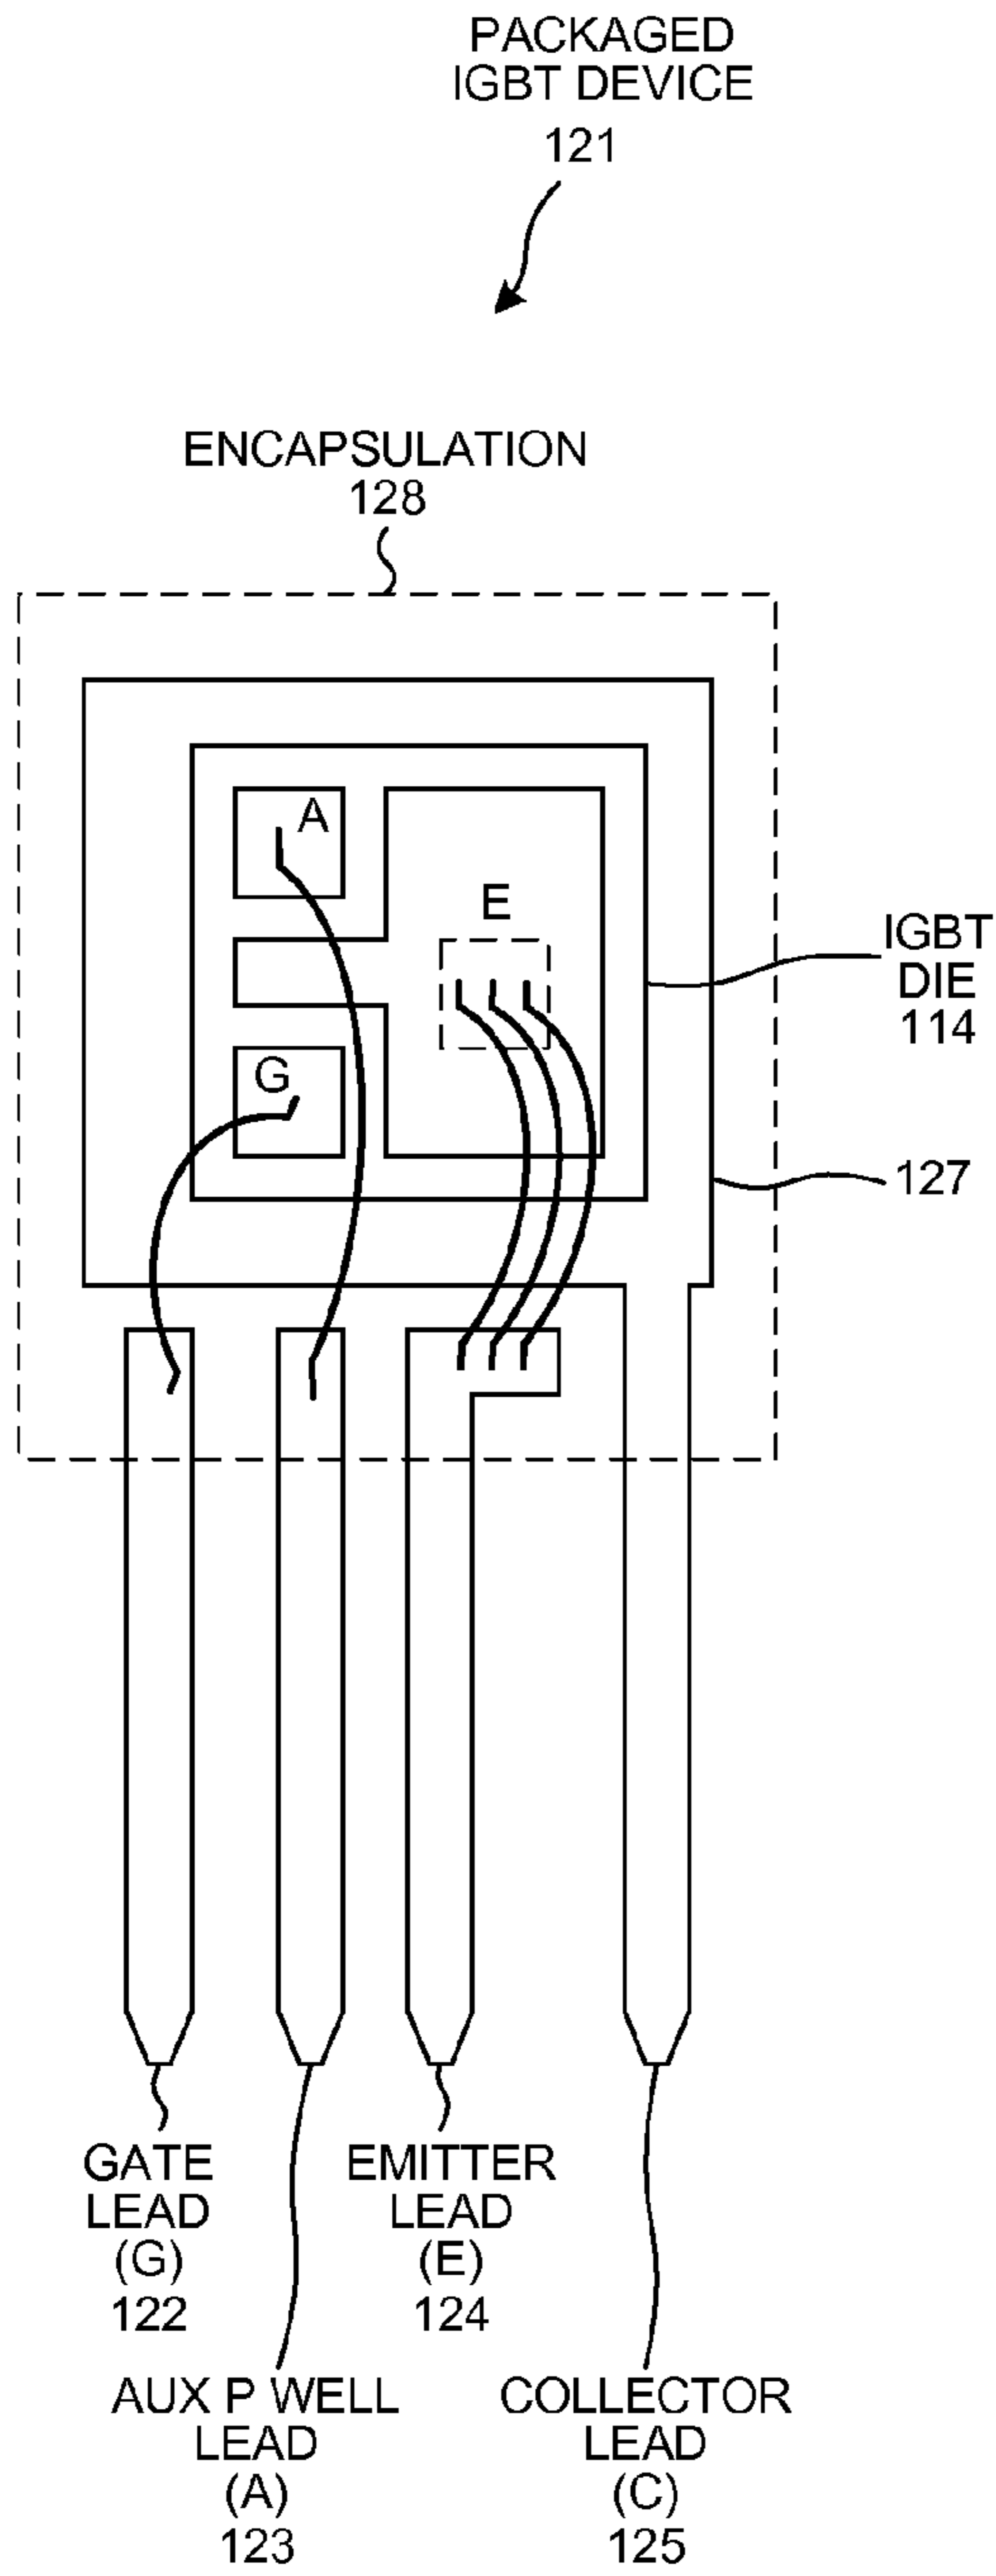 PACKAGED
IGBT DEVICE
121
ENCAPSULATION
128
A
E
IGBT
DIE
114
G
127
GATE
LEAD
(G)
122
EMITTER
LEAD
(E)
124
AUX P WELL
LEAD
(A)
123
COLLECTOR
LEAD
(C)
125